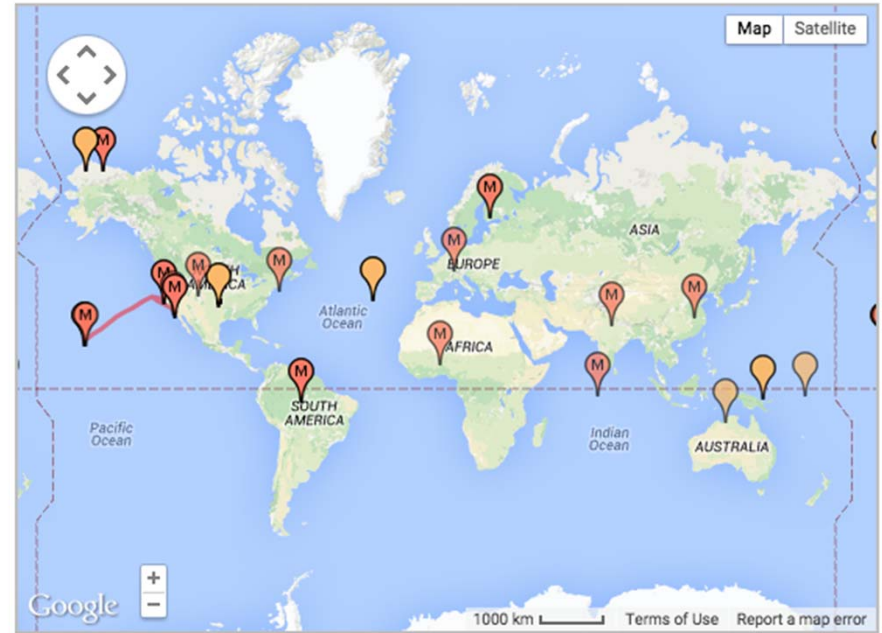 Map
Satellite
M
M
ASIA
M
EUROPE
M
M
M
M
M
AMERICA
Atlantic
Ocean
M
M
M
M
AFRICA
M
M
SOUTH
AMERICA
Pacific
Ocean
Indian
Ocean
AUSTRALIA
Google
+
−
1000 km
Terms of Use
Report a map error